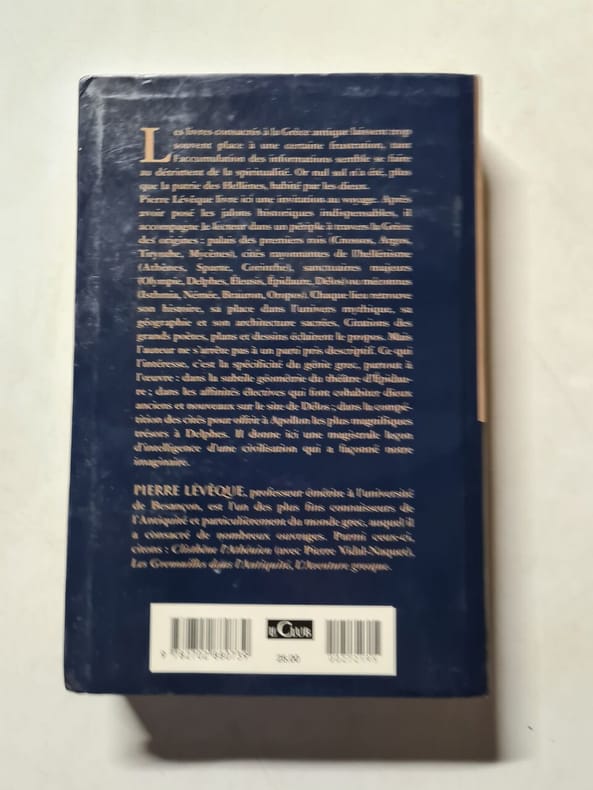 Les livres consacrés à la Grèce antique laissent trop
souvent place à une certaine frustration, tant
l'accumulation des informations semble se faire
au détriment de la spiritualité. Or nul sol n'a été, plus
que la patrie des Hellènes, habité par les dieux.
Pierre Lévêque livre ici une invitation au voyage. Après
avoir posé les jalons historiques indispensables, il
accompagne le lecteur dans un périple à travers la Grèce
des origines : palais des premiers rois (Cnossos, Argos,
Tirynthe, Mycènes), cités rayonnantes de l'hellénisme
(Athènes, Sparte, Corinthe), sanctuaires majeurs
(Olympie, Delphes, Éleusis, Épidaure, Délos) ou méconnus
(Isthmia, Némée, Brauron, Oropos). Chaque lieu retrouve
son histoire, sa place dans l'univers mythique, sa
géographie et son architecture sacrées. Citations des
grands poètes, plans et dessins éclairent le propos. Mais
l'auteur ne s'arrête pas à un parti pris descriptif. Ce qui
l'intéresse, c'est la spécificité du génie grec, partout à
l'œuvre : dans la subtile géométrie du théâtre d'Épidau-
re ; dans les affinités électives qui font cohabiter dieux
anciens et nouveaux sur le site de Délos ; dans la compé-
tition des cités pour offrir à Apollon les plus magnifiques
trésors à Delphes. Il donne ici une magistrale leçon
d'intelligence d'une civilisation qui a façonné notre
imaginaire.
PIERRE LÉVÊQUE, professeur émérite à l'université
de Besançon, est l'un des plus fins connaisseurs de
l'Antiquité et particulièrement du monde grec, auquel il
a consacré de nombreux ouvrages. Parmi ceux-ci,
citons : Clisthène l'Athénien (avec Pierre Vidal-Naquet),
Les Grenouilles dans l'Antiquité, L'Aventure grecque.
LE CLUB